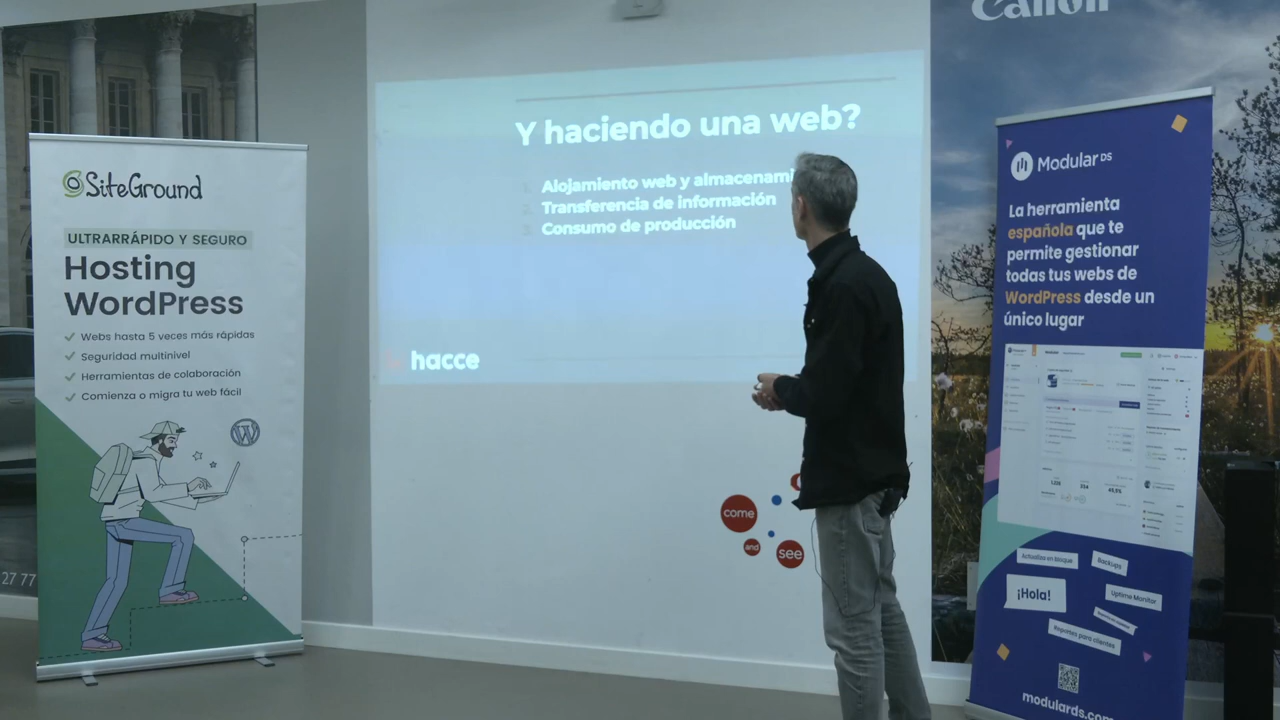 SiteGround
ULTRARRÁPIDO Y SEGURO
Hosting
WordPress
Webs hasta 5 veces más rápidas
Seguridad multinivel
Herramientas de colaboración
Comienza o migra tu web fácil
27 77
Y haciendo una web?
Alojamiento web y almacenami
Transferencia de información
Consumo de producción
hacce
come
and
see
Canon
Modular DS
La herramienta
española que te
permite gestionar
todas tus webs de
WordPress desde un
único lugar
Actualiza en bloque
Backups
¡Hola!
Uptime Monitor
Reportes para clientes
modulards.com